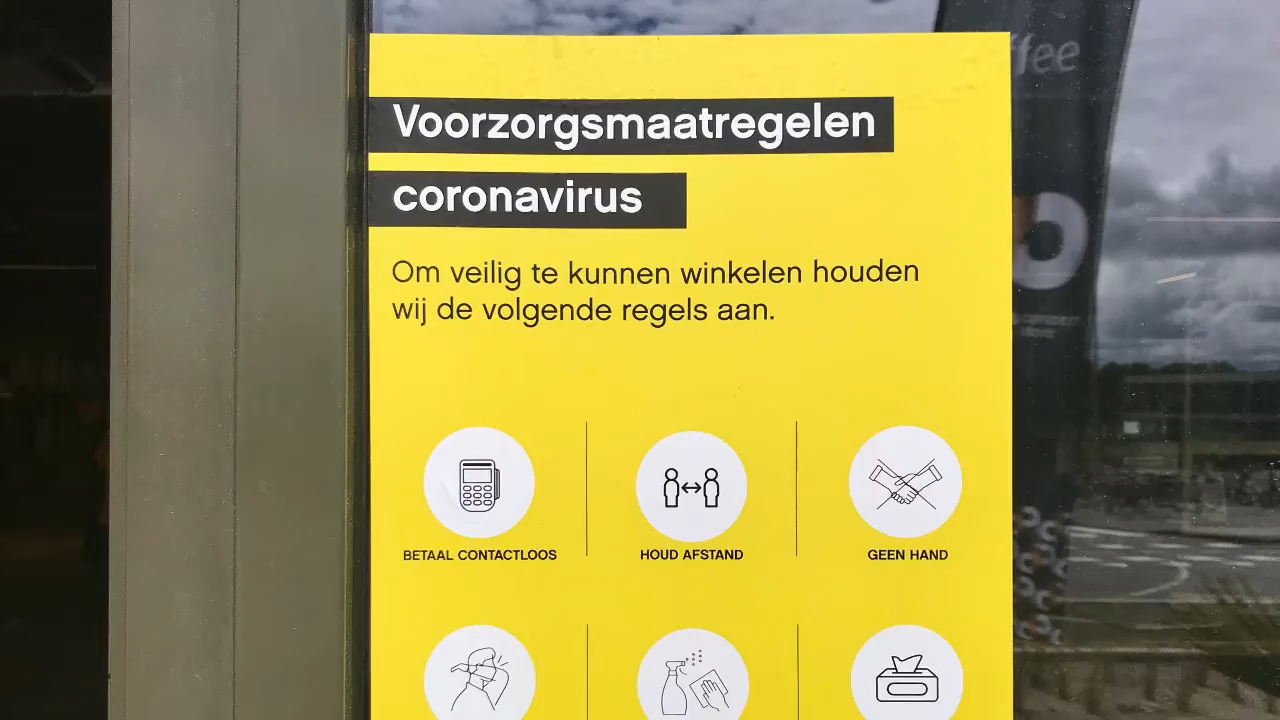 Voorzorgsmaatregelen
coronavirus
Om veilig te kunnen winkelen houden
wij de volgende regels aan.
BETAAL CONTACTLOOS
HOUD AFSTAND
GEEN HAND